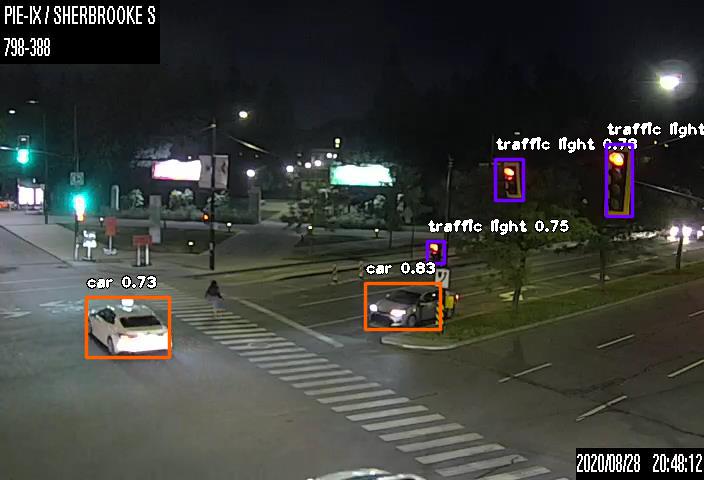 PIE-IX / SHERBROOKE S
798-388
traffic light
traffic light 0.78
traffic light 0.75
car 0.83
car 0.73
2020/08/28 20:48:12